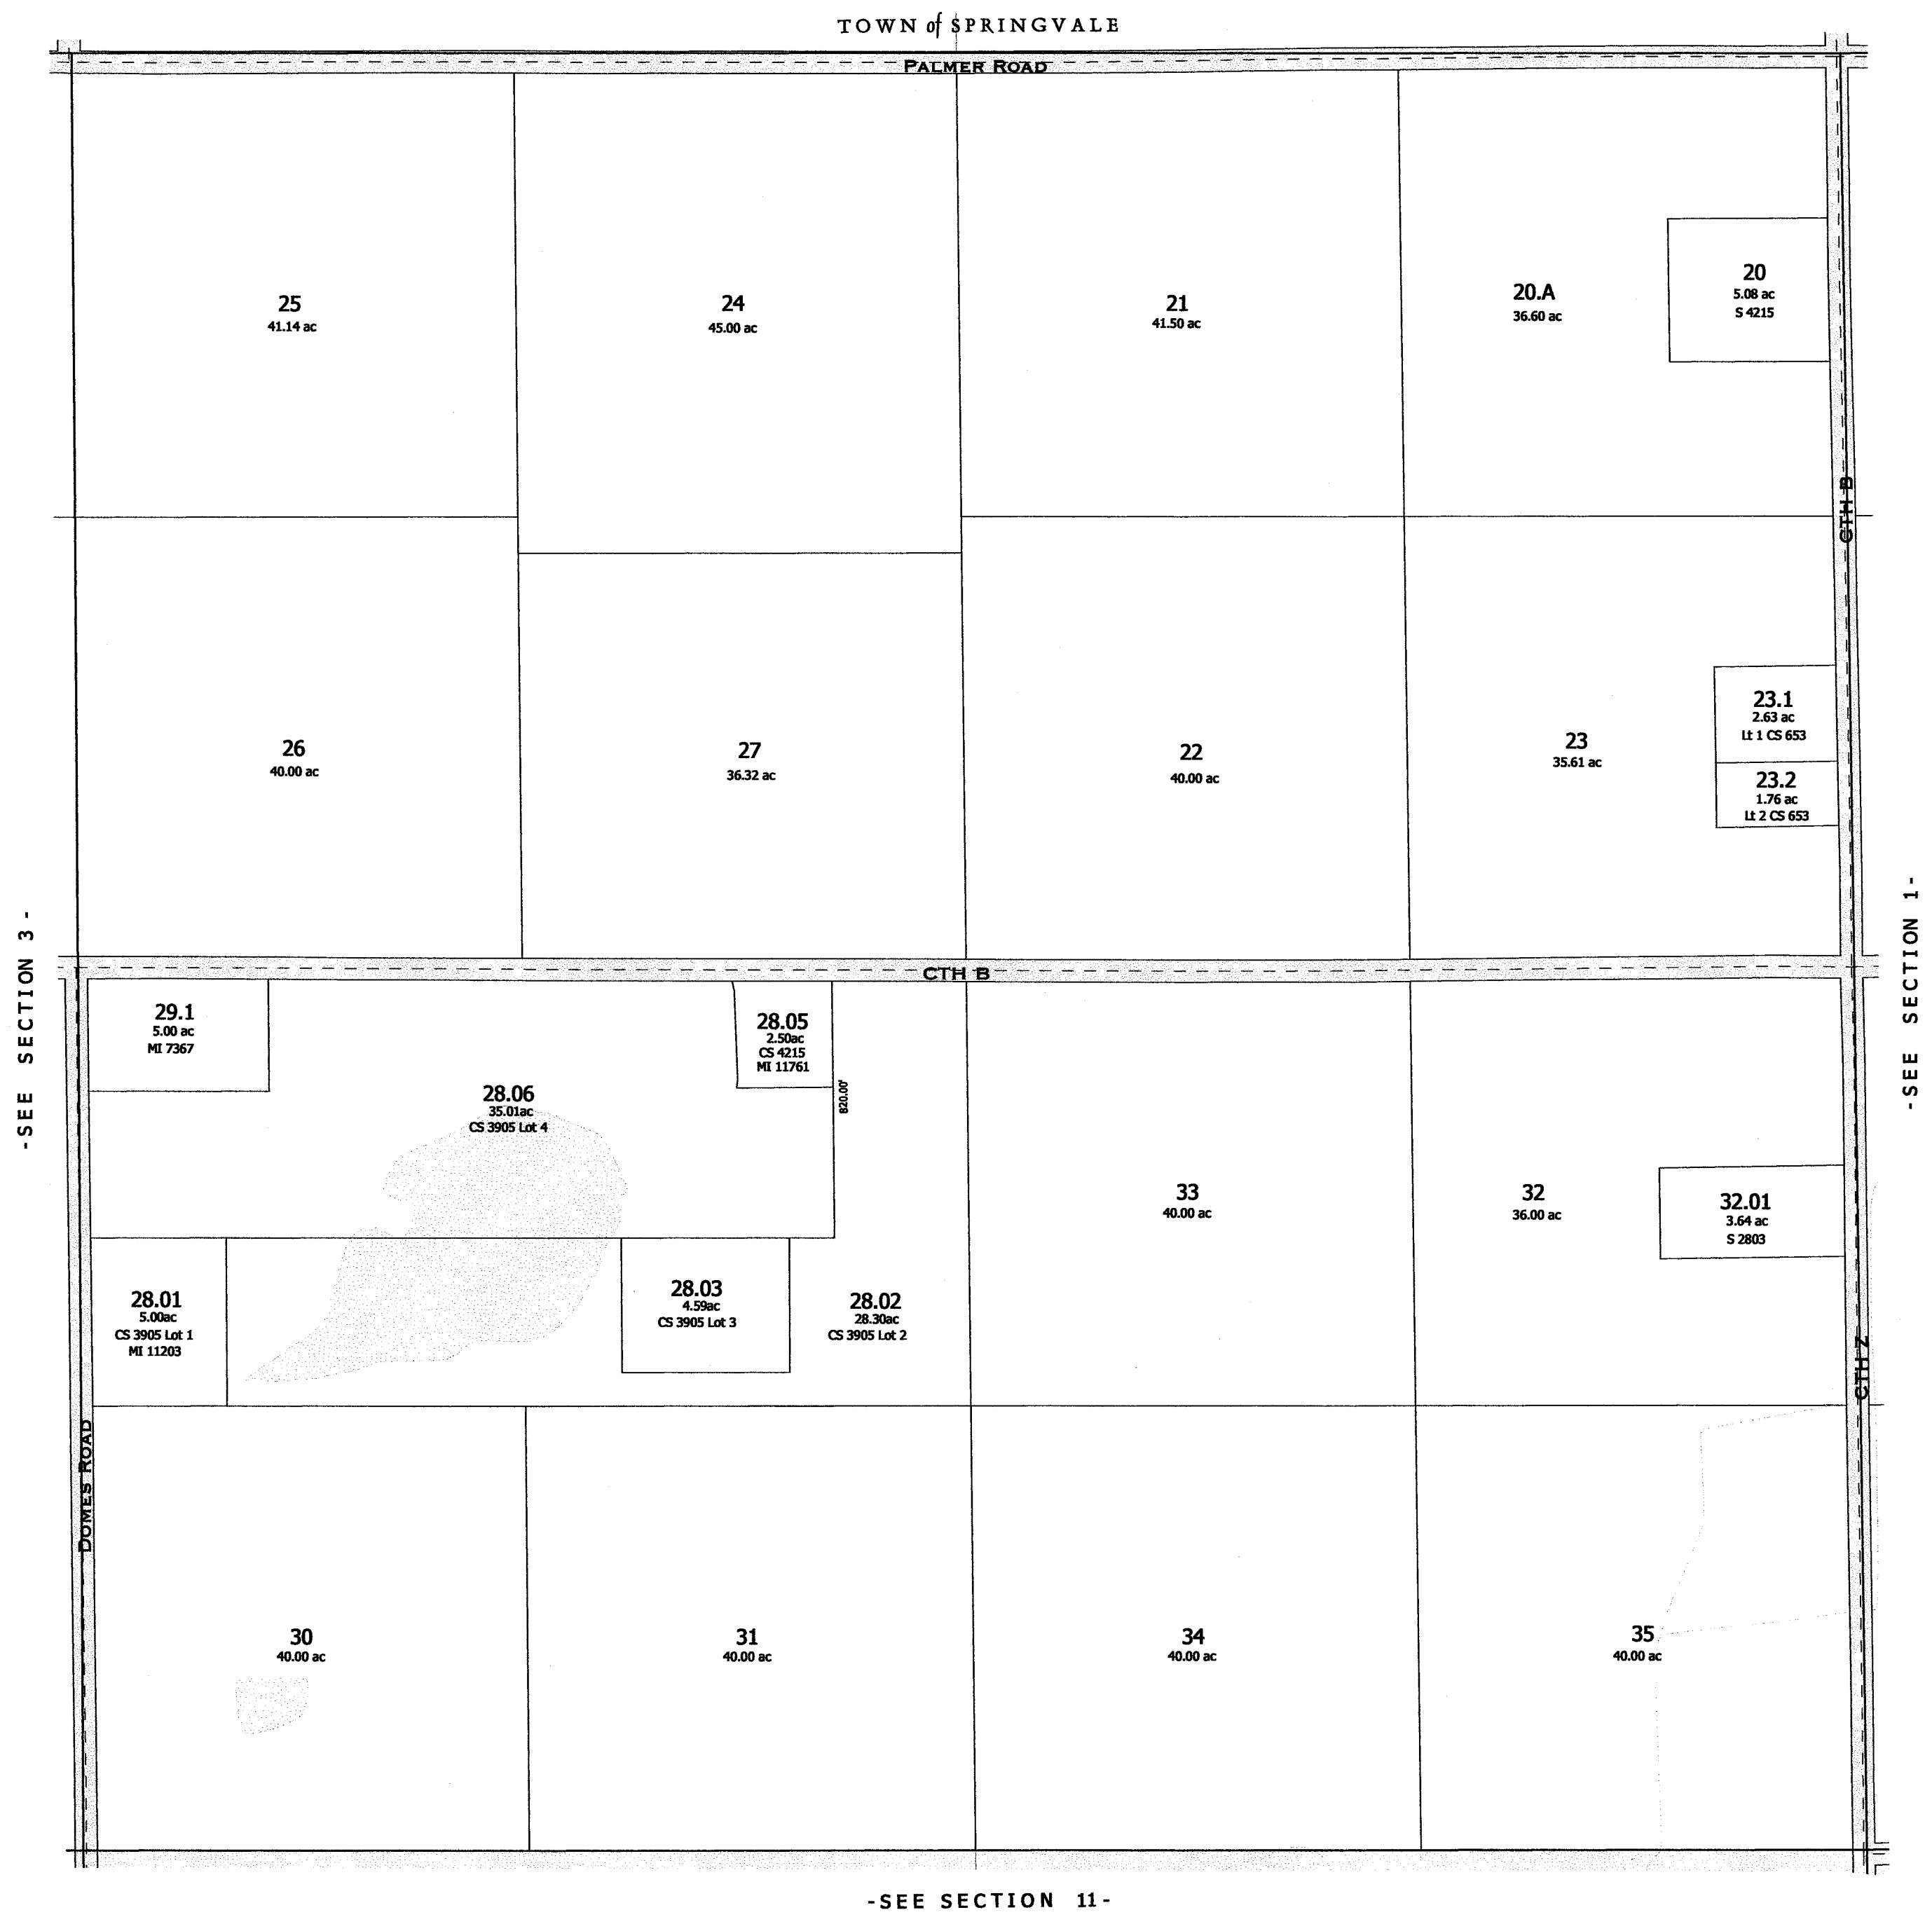 TOWN of SPRINGVALE
PALMER ROAD
25
41.14 ac
24
45.00 ac
21
41.50 ac
20.A
36.60 ac
20
5.08 ac
S 4215
CTH B
26
40.00 ac
27
36.32 ac
22
40.00 ac
23
35.61 ac
23.1
2.63 ac
Lt 1 CS 653
23.2
1.76 ac
Lt 2 CS 653
-SEE SECTION 3-
-SEE SECTION 1-
CTH B
29.1
5.00 ac
MI 7367
28.06
35.01ac
CS 3905 Lot 4
28.05
2.50ac
CS 4215
MI 11761
820.00'
33
40.00 ac
32
36.00 ac
32.01
3.64 ac
S 2803
28.01
5.00ac
CS 3905 Lot 1
MI 11203
28.03
4.59ac
CS 3905 Lot 3
28.02
28.30ac
CS 3905 Lot 2
CTH Z
DOMES ROAD
30
40.00 ac
31
40.00 ac
34
40.00 ac
35
40.00 ac
-SEE SECTION 11-